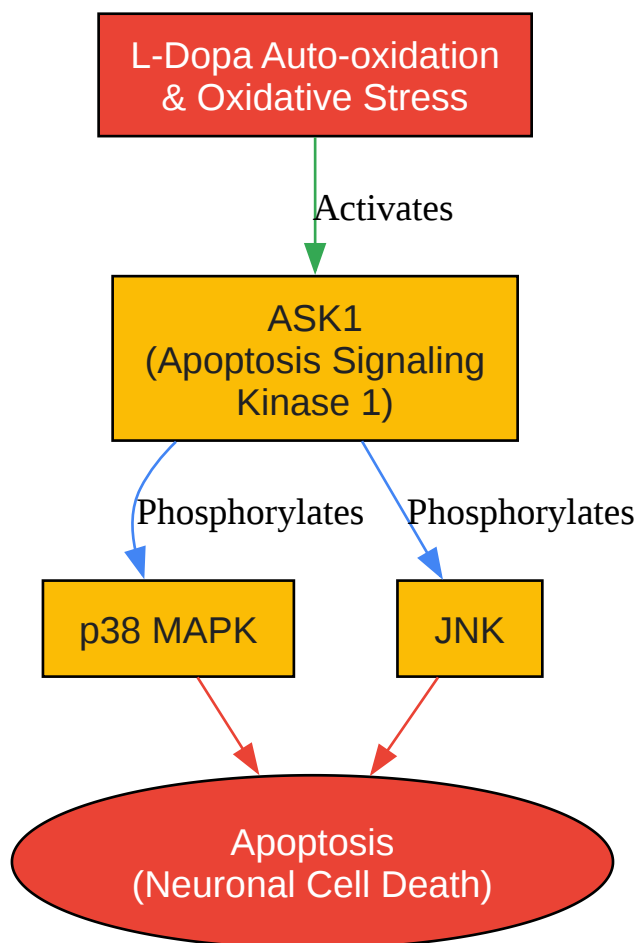 L-Dopa Auto-oxidation
& Oxidative Stress
Activates
ASK1
(Apoptosis Signaling
Kinase 1)
Phosphorylates
Phosphorylates
p38 MAPK
JNK
Apoptosis
(Neuronal Cell Death)